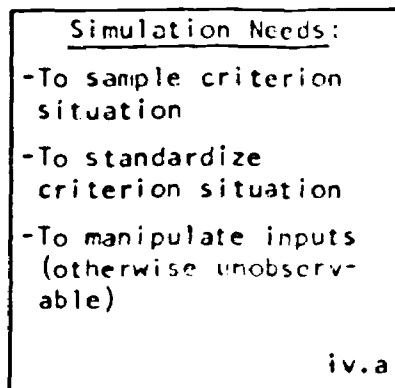 Simulation Needs:
-To sample criterion
situation
-To standardize
criterion situation
-To manipulate inputs
(otherwise unobserv-
able)
iv.a